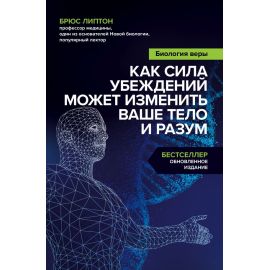 БРЮС ЛИПТОН
профессор медицины,
один из основателей Новой биологии,
популярный лектор
Биология веры
КАК СИЛА
УБЕЖДЕНИЙ
МОЖЕТ ИЗМЕНИТЬ
ВАШЕ ТЕЛО
И РАЗУМ
БЕСТСЕЛЛЕР
ОБНОВЛЕННОЕ
ИЗДАНИЕ